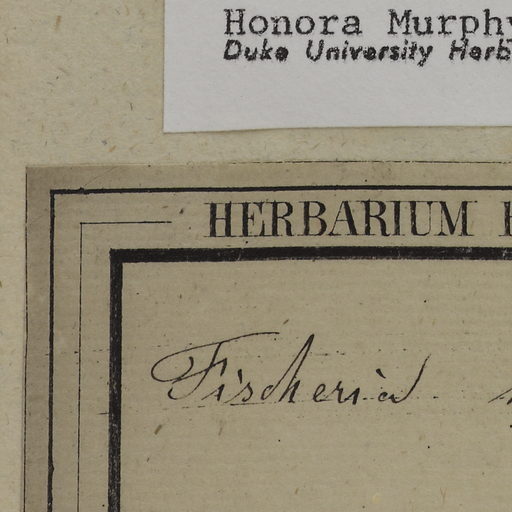 Honora Murphy
Duke University Herb
HERBARIUM
Fischeria